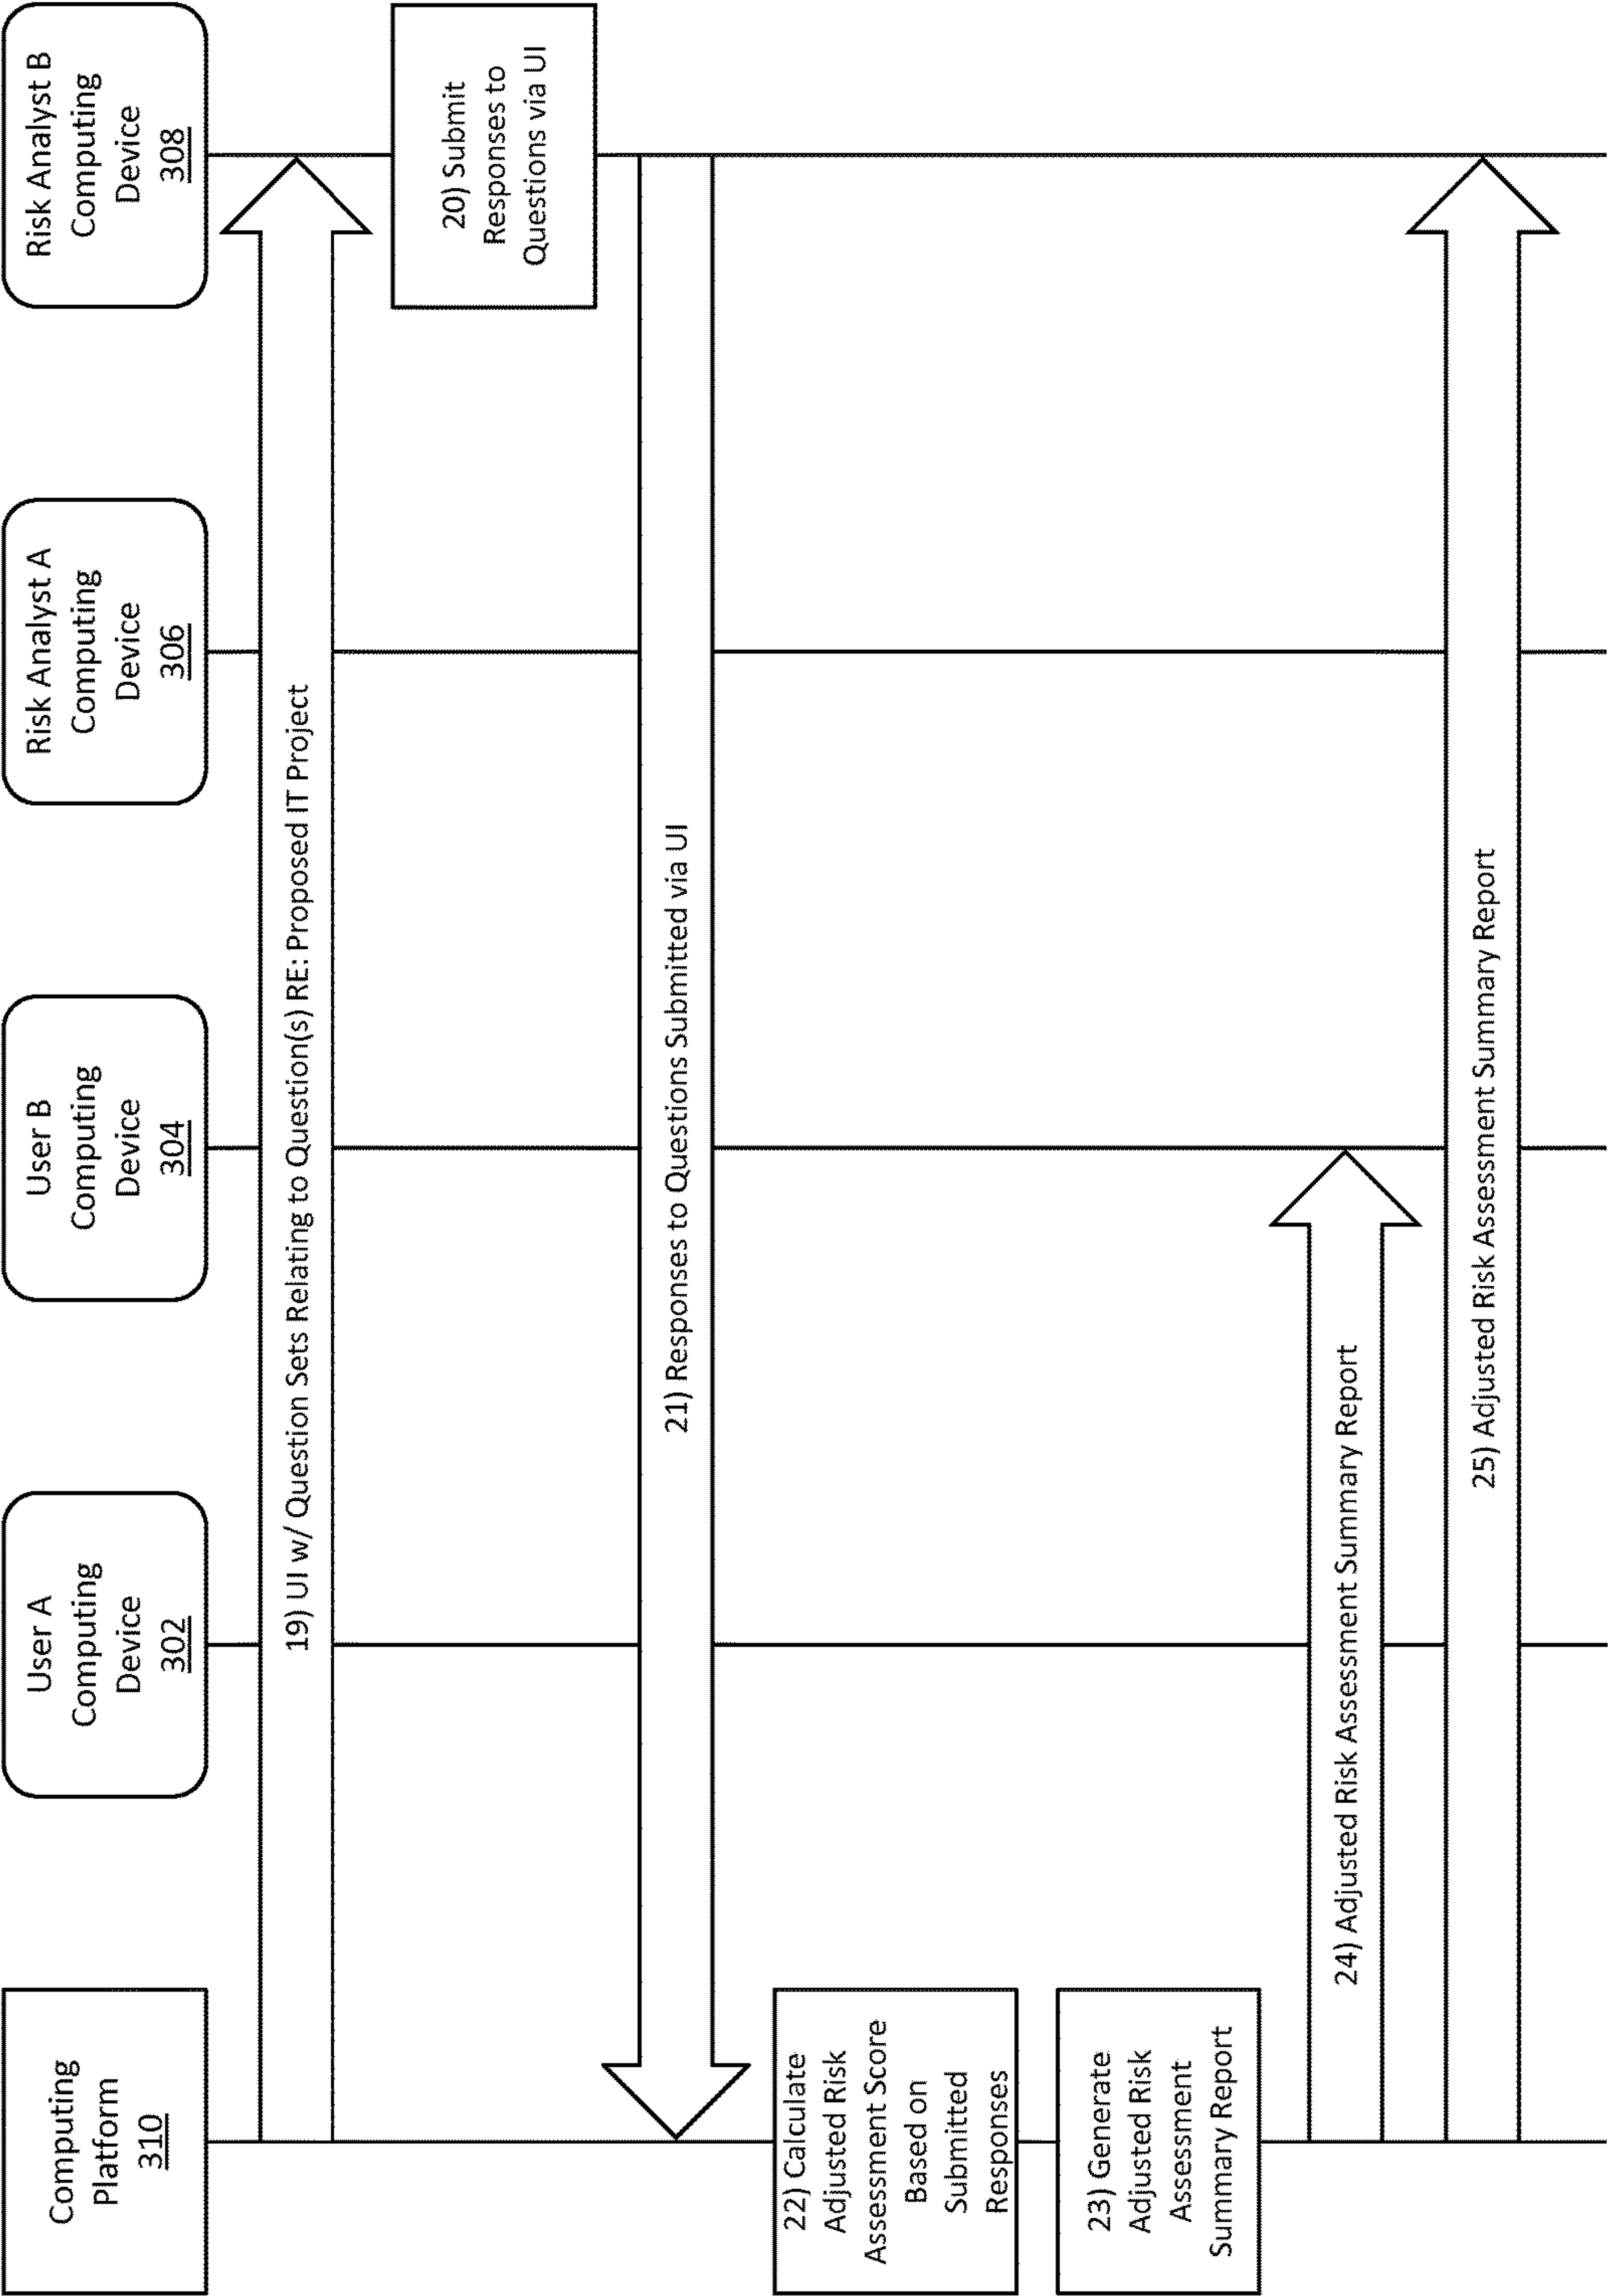 Computing
Platform
310
User A
Computing
Device
302
User B
Computing
Device
304
Risk Analyst A
Computing
Device
306
Risk Analyst B
Computing
Device
308
19) UI w/ Question Sets Relating to Question(s) RE: Proposed IT Project
20) Submit
Responses to
Questions via UI
21) Responses to Questions Submitted via UI
22) Calculate
Adjusted Risk
Assessment Score
Based on
Submitted
Responses
23) Generate
Adjusted Risk
Assessment
Summary Report
24) Adjusted Risk Assessment Summary Report
25) Adjusted Risk Assessment Summary Report